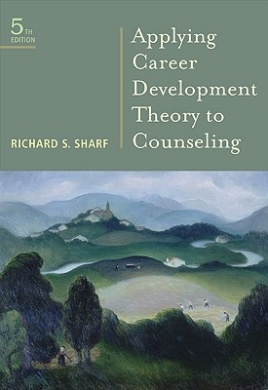 5TH
EDITION
Applying
Career
Development
Theory to
Counseling
RICHARD S. SHARF